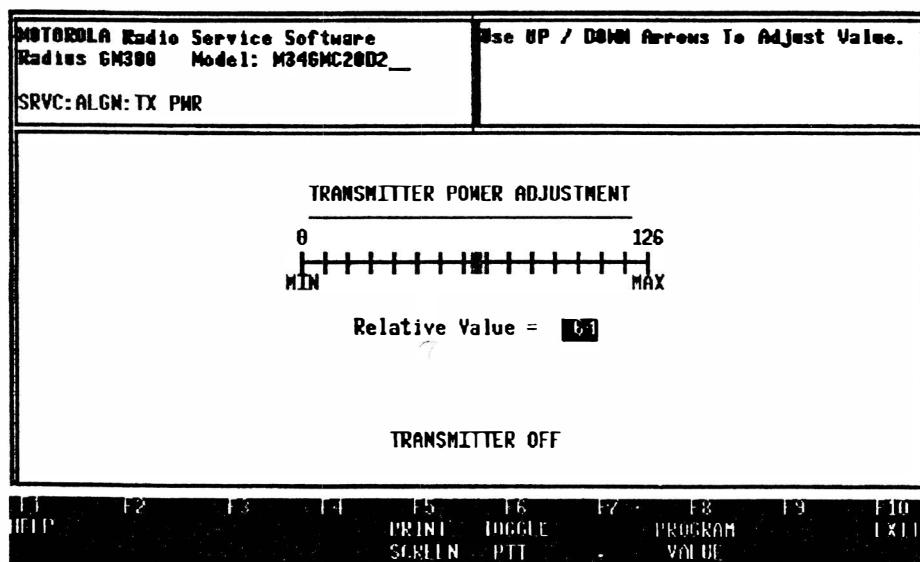 MOTOROLA Radio Service Software
Radius GM300 Model: M34GMC20D2__
SRVC:ALGN:TX PWR
Use UP / DOWN Arrows To Adjust Value.
TRANSMITTER POWER ADJUSTMENT
0 126
MIN MAX
Relative Value =
TRANSMITTER OFF
F1 F2 F3 F4 F5 F6 F7 F8 F9 F10
HELP PRINT TOGGLE PROGRAM EXIT
SCREEN PTT VALUE